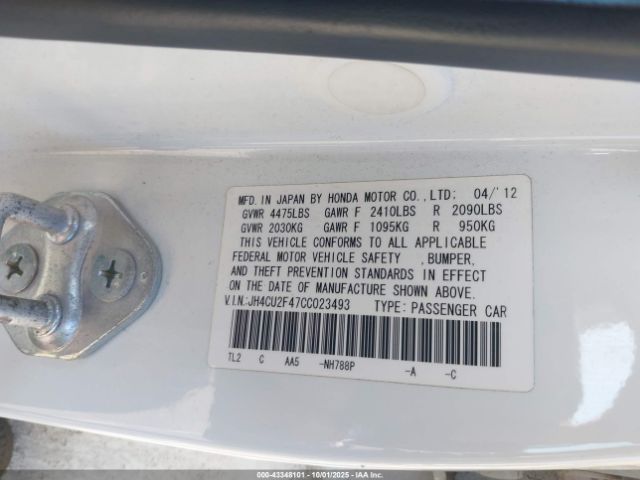 MFD. IN JAPAN BY HONDA MOTOR CO., LTD: 04/'12
GVWR 4475LBS GAWR F 2410LBS R 2090LBS
GVWR 2030KG GAWR F 1095KG R 950KG
THIS VEHICLE CONFORMS TO ALL APPLICABLE
FEDERAL MOTOR VEHICLE SAFETY , BUMPER,
AND THEFT PREVENTION STANDARDS IN EFFECT
ON THE DATE OF MANUFACTURE SHOWN ABOVE.
V.I.N:JH4CU2F47CC023493 TYPE: PASSENGER CAR
TL2 C AA5 -NH788P -A -C
000-43348101 - 10/01/2025 - IAAI.COM